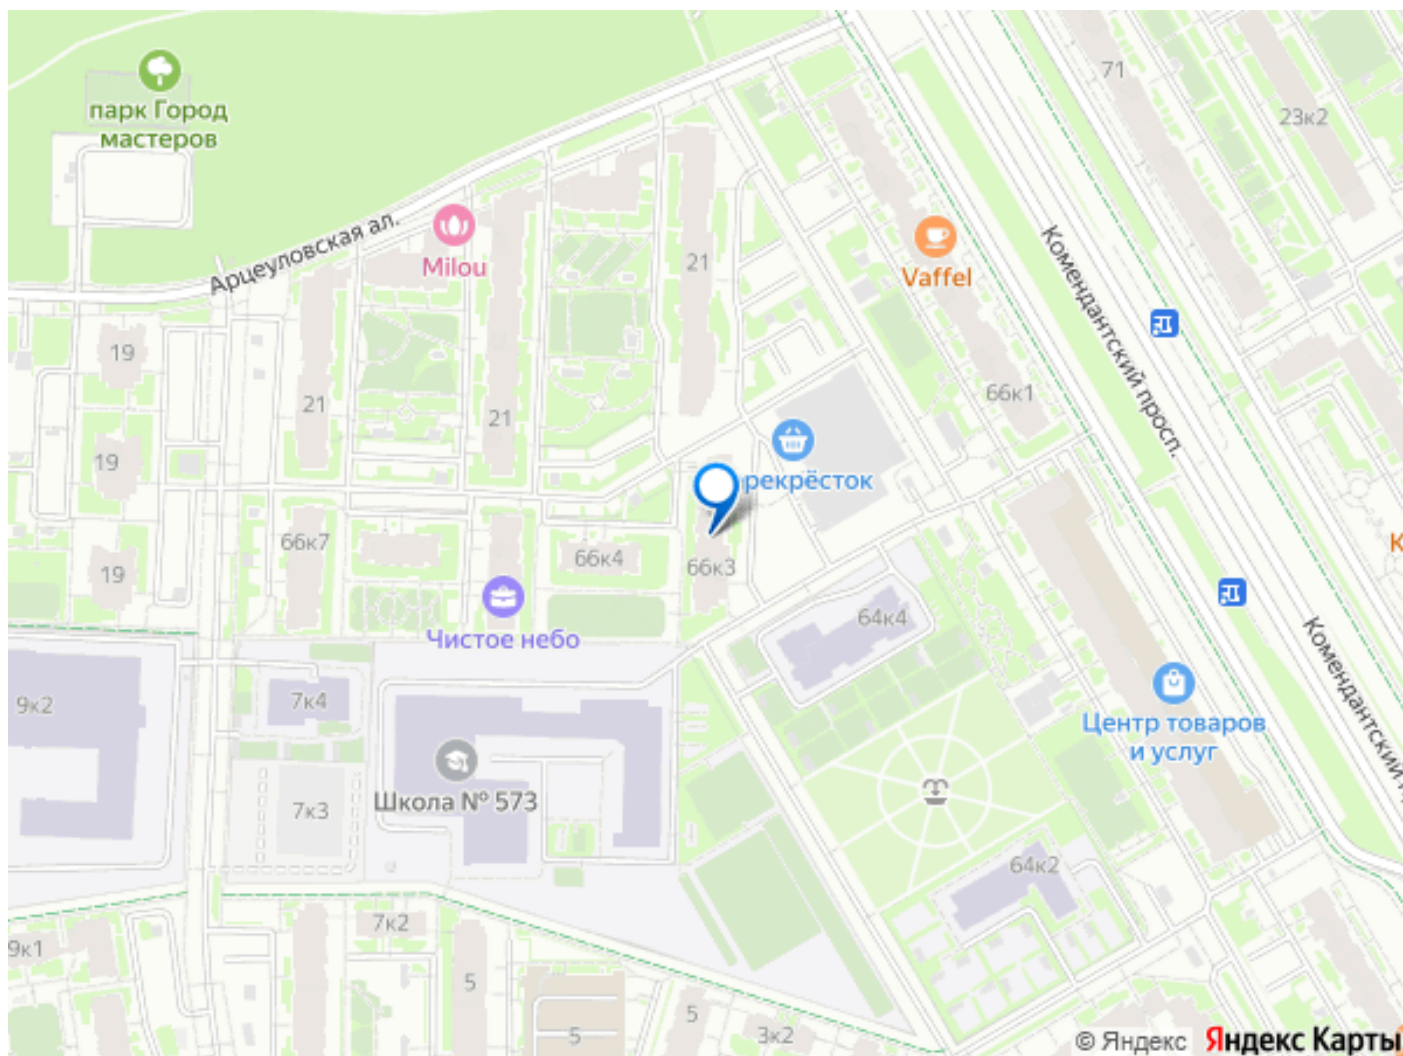 71
23к2
парк Город
мастеров
Арцеуловская ал.
Milou
21
Vaffel
Комендантский просп.
19
21
21
66к1
19
рекрёсток
66к7
66к4
66к3
19
Чистое небо
64к4
Комендантский
9к2
7к4
Центр товаров
и услуг
Школа № 573
7к3
64к2
7к2
9к1
5
5
5
3к2
© Яндекс
Яндекс Карты